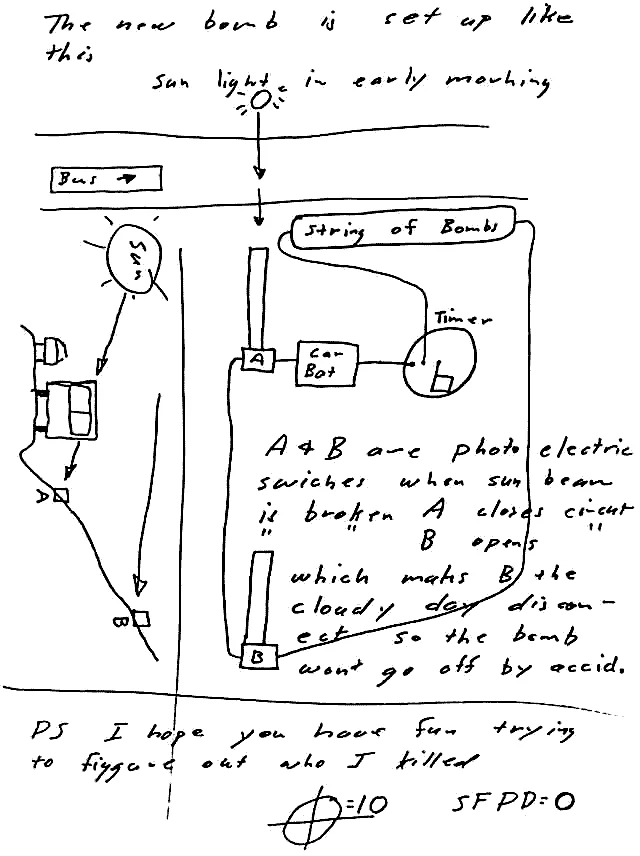 The new bomb is set up like
this
sun light in early morning
Bus
Sun
A
B
String of Bombs
Timer
A
Car
Bat
A & B are photo electric
swiches when sun beam
is broken A closes circut
" " " "
B opens
which maks B the
cloudy day discon-
ect so the bomb
wont go off by accid.
B
PS I hope you have fun trying
to figgure out who I killed
=10 SFPD=0